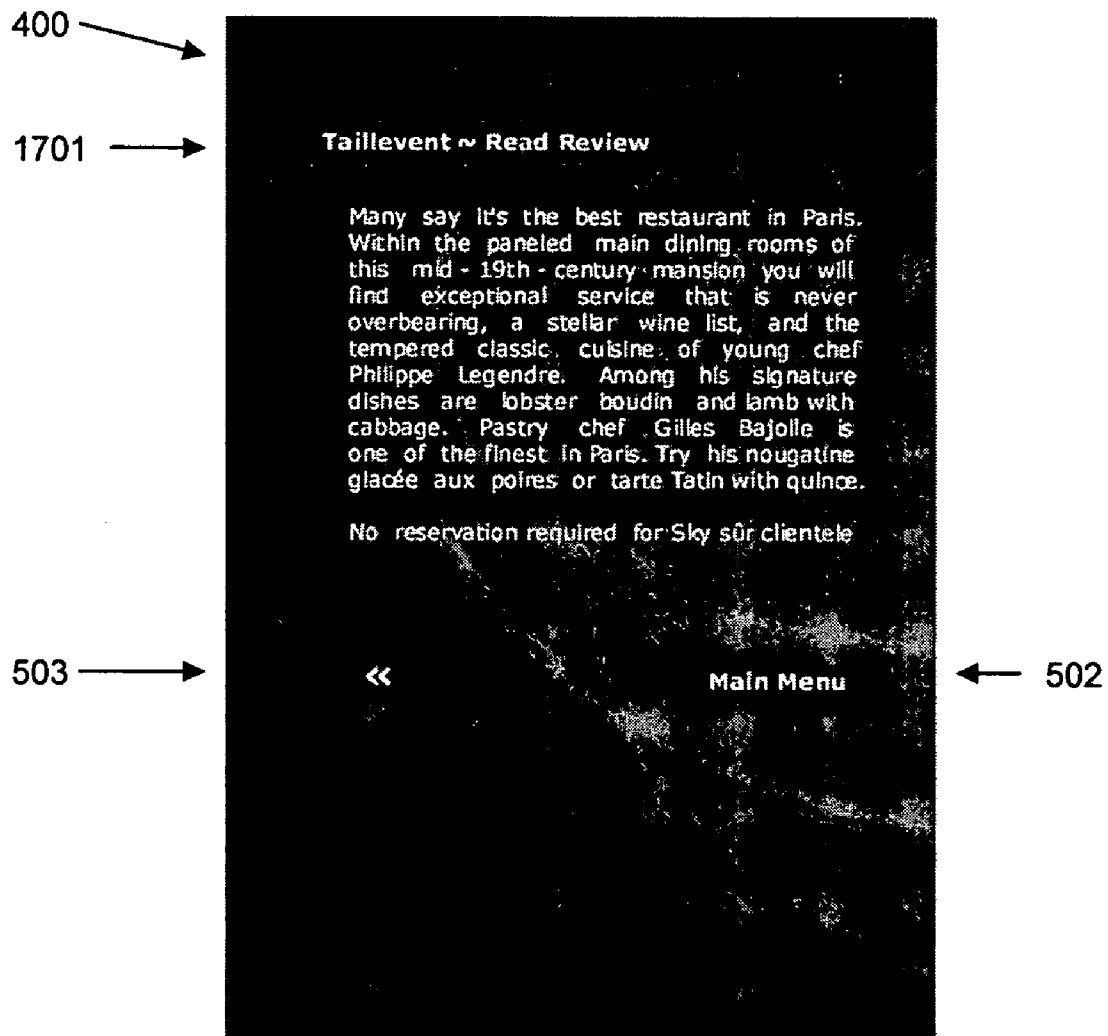 400
1701
Taillevent ~ Read Review
Many say it's the best restaurant in Paris.
Within the paneled main dining rooms of
this mid - 19th - century mansion you will
find exceptional service that is never
overbearing, a stellar wine list, and the
tempered classic cuisine of young chef
Philippe Legendre. Among his signature
dishes are lobster boudin and lamb with
cabbage. Pastry chef Gilles Bajolle is
one of the finest in Paris. Try his nougatine
glacée aux poires or tarte Tatin with quince.
No reservation required for Sky sûr clientele
503
«
Main Menu
502